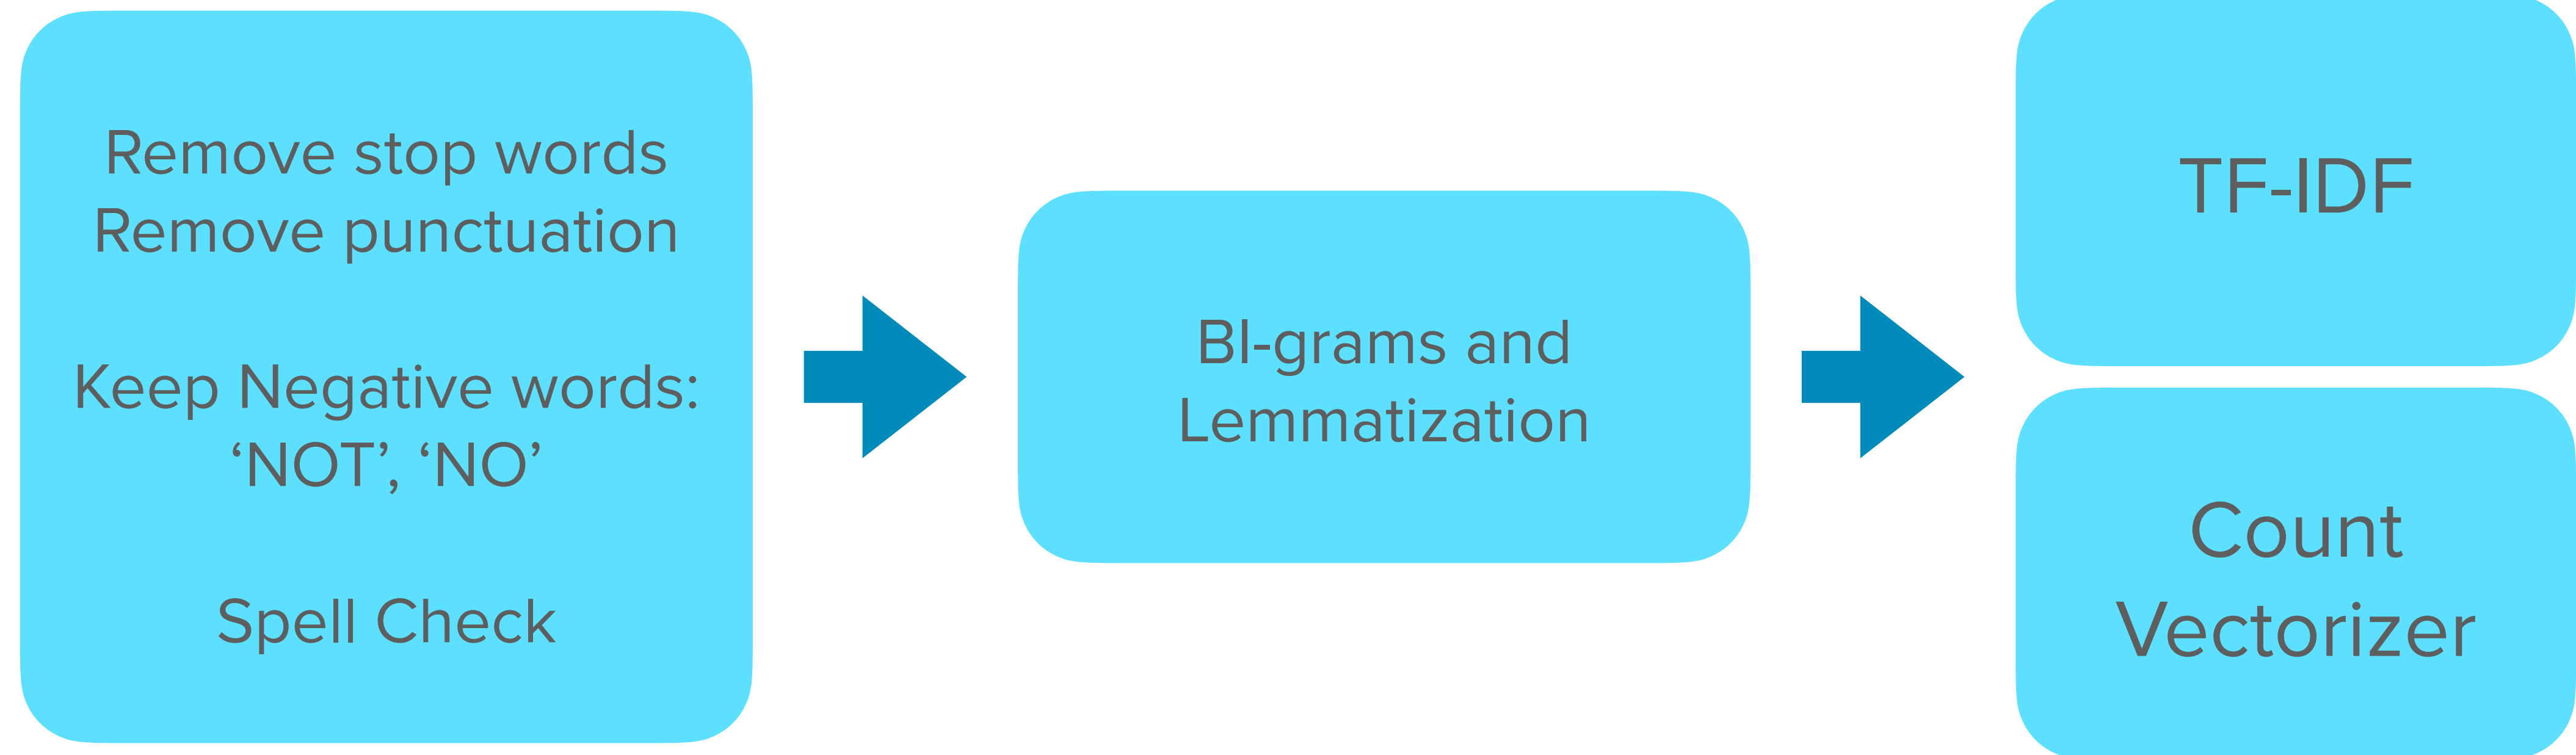 Remove stop words
Remove punctuation
Keep Negative words:
‘NOT’, ‘NO’
Spell Check
BI-grams and
Lemmatization
TF-IDF
Count
Vectorizer